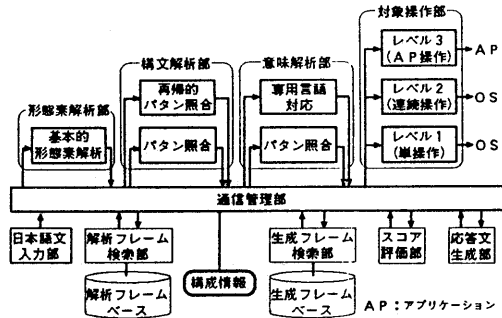 対象操作部
構文解析部
意味解析部
レベル3
(AP操作)
AP
再帰的
パタン照合
専用言語
対応
レベル2
(連続操作)
OS
形態素解析部
基本的
形態素解析
パタン照合
パタン照合
レベル1
(単操作)
OS
通信管理部
日本語文
入力部
解析フレーム
検索部
生成フレーム
検索部
スコア
評価部
応答文
生成部
構成情報
解析フレーム
ベース
生成フレーム
ベース
AP:アプリケーション